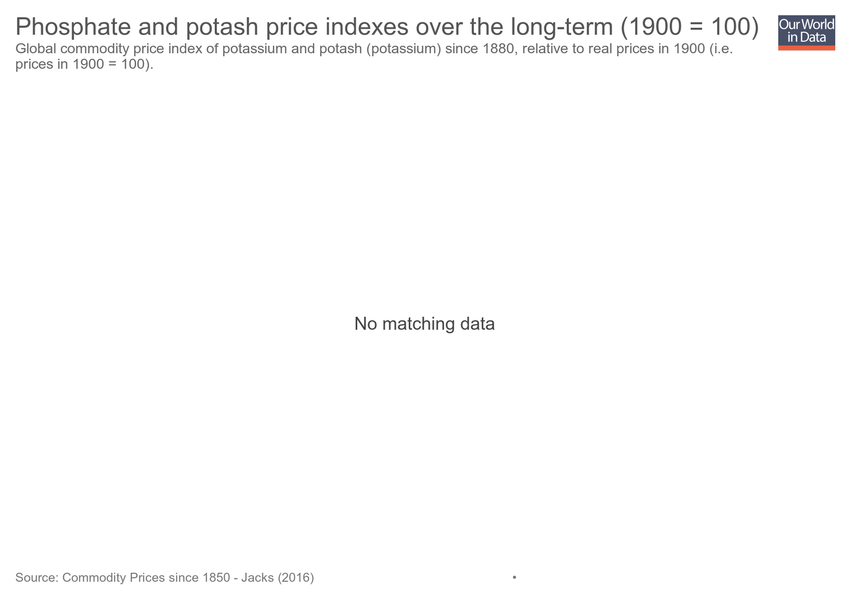 Phosphate and potash price indexes over the long-term (1900 = 100)
Our World
in Data
Global commodity price index of potassium and potash (potassium) since 1880, relative to real prices in 1900 (i.e.
prices in 1900 = 100).
No matching data
Source: Commodity Prices since 1850 - Jacks (2016)
•